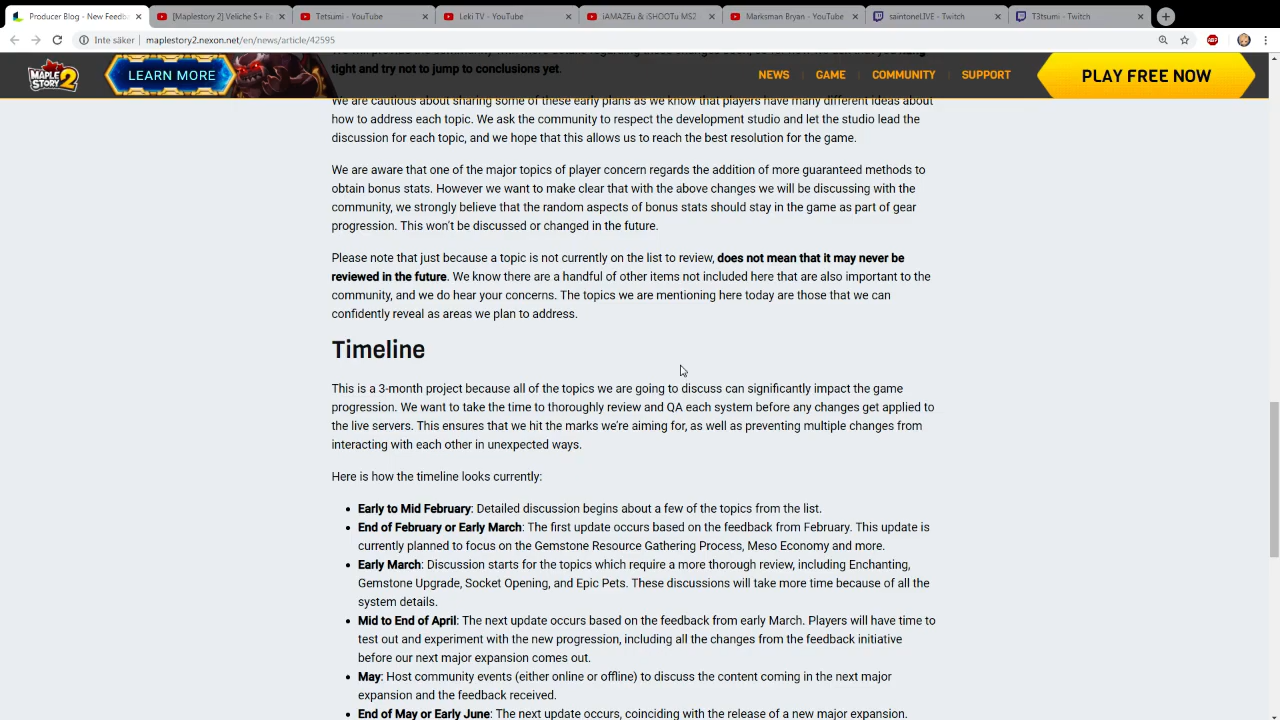 Producer Blog - New Feedb
[Maplestory 2] Veliche S+ B
Tetsumi - YouTube
Leki TV - YouTube
iAMAZEu & iSHOOTu MS2
Marksman Bryan - YouTube
saintoneLIVE - Twitch
T3tsumi - Twitch
Inte säker
maplestory2.nexon.net/en/news/article/42595
MAPLE STORY 2
LEARN MORE
NEWS
GAME
COMMUNITY
SUPPORT
PLAY FREE NOW
tight and try not to jump to conclusions yet.
We are cautious about sharing some of these early plans as we know that players have many different ideas about
how to address each topic. We ask the community to respect the development studio and let the studio lead the
discussion for each topic, and we hope that this allows us to reach the best resolution for the game.
We are aware that one of the major topics of player concern regards the addition of more guaranteed methods to
obtain bonus stats. However we want to make clear that with the above changes we will be discussing with the
community, we strongly believe that the random aspects of bonus stats should stay in the game as part of gear
progression. This won't be discussed or changed in the future.
Please note that just because a topic is not currently on the list to review, does not mean that it may never be
reviewed in the future. We know there are a handful of other items not included here that are also important to the
community, and we do hear your concerns. The topics we are mentioning here today are those that we can
confidently reveal as areas we plan to address.
Timeline
This is a 3-month project because all of the topics we are going to discuss can significantly impact the game
progression. We want to take the time to thoroughly review and QA each system before any changes get applied to
the live servers. This ensures that we hit the marks we're aiming for, as well as preventing multiple changes from
interacting with each other in unexpected ways.
Here is how the timeline looks currently:
• Early to Mid February: Detailed discussion begins about a few of the topics from the list.
• End of February or Early March: The first update occurs based on the feedback from February. This update is
currently planned to focus on the Gemstone Resource Gathering Process, Meso Economy and more.
• Early March: Discussion starts for the topics which require a more thorough review, including Enchanting,
Gemstone Upgrade, Socket Opening, and Epic Pets. These discussions will take more time because of all the
system details.
• Mid to End of April: The next update occurs based on the feedback from early March. Players will have time to
test out and experiment with the new progression, including all the changes from the feedback initiative
before our next major expansion comes out.
• May: Host community events (either online or offline) to discuss the content coming in the next major
expansion and the feedback received.
• End of May or Early June: The next update occurs, coinciding with the release of a new major expansion.